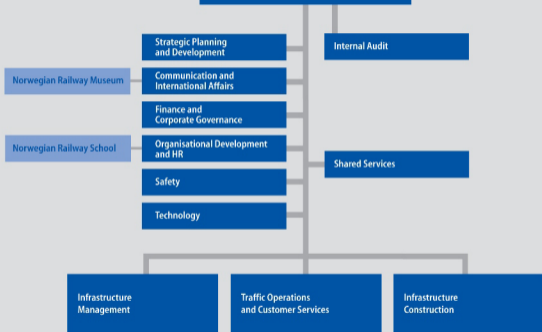 Strategic Planning
and Development
Internal Audit
Norwegian Railway Museum
Communication and
International Affairs
Finance and
Corporate Governance
Norwegian Railway School
Organisational Development
and HR
Shared Services
Safety
Technology
Infrastructure
Management
Traffic Operations
and Customer Services
Infrastructure
Construction